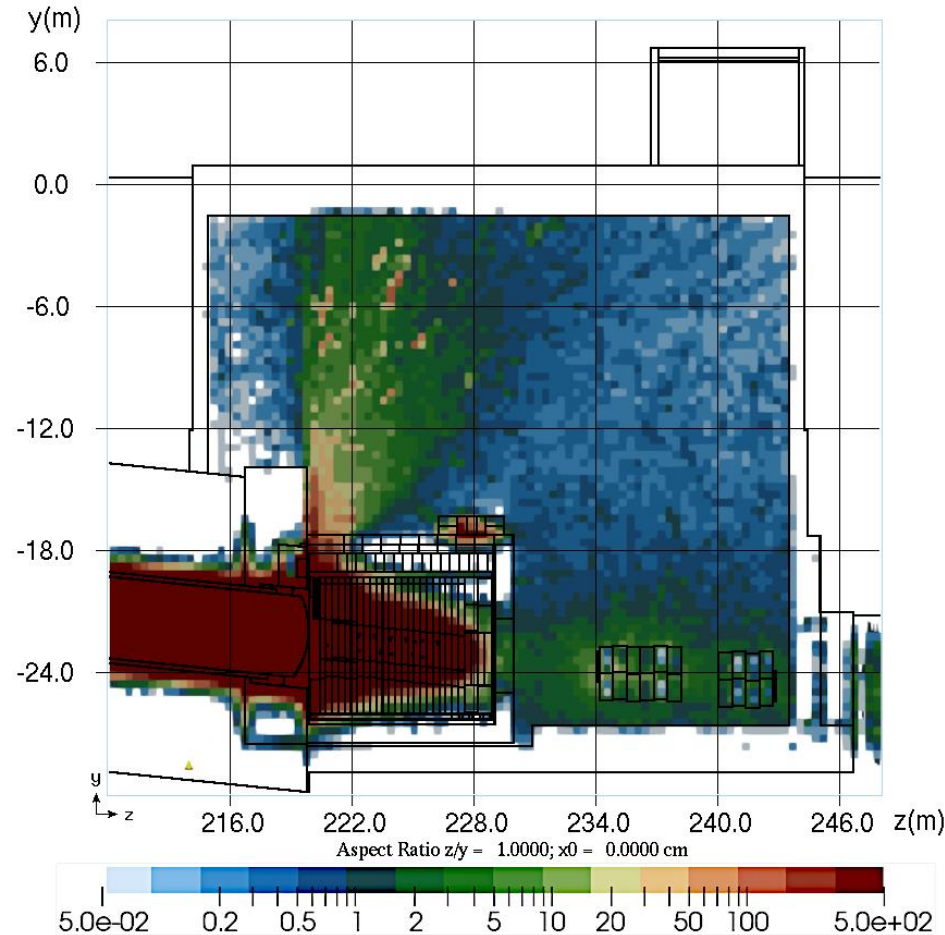 y(m)
6.0
0.0
-6.0
-12.0
-18.0
-24.0
y
z
216.0 222.0 228.0 234.0 240.0 246.0 z(m)
Aspect Ratio z/y = 1.0000; x0 = 0.0000 cm
5.0e-02 0.2 0.5 1 2 5 10 20 50 100 5.0e+02